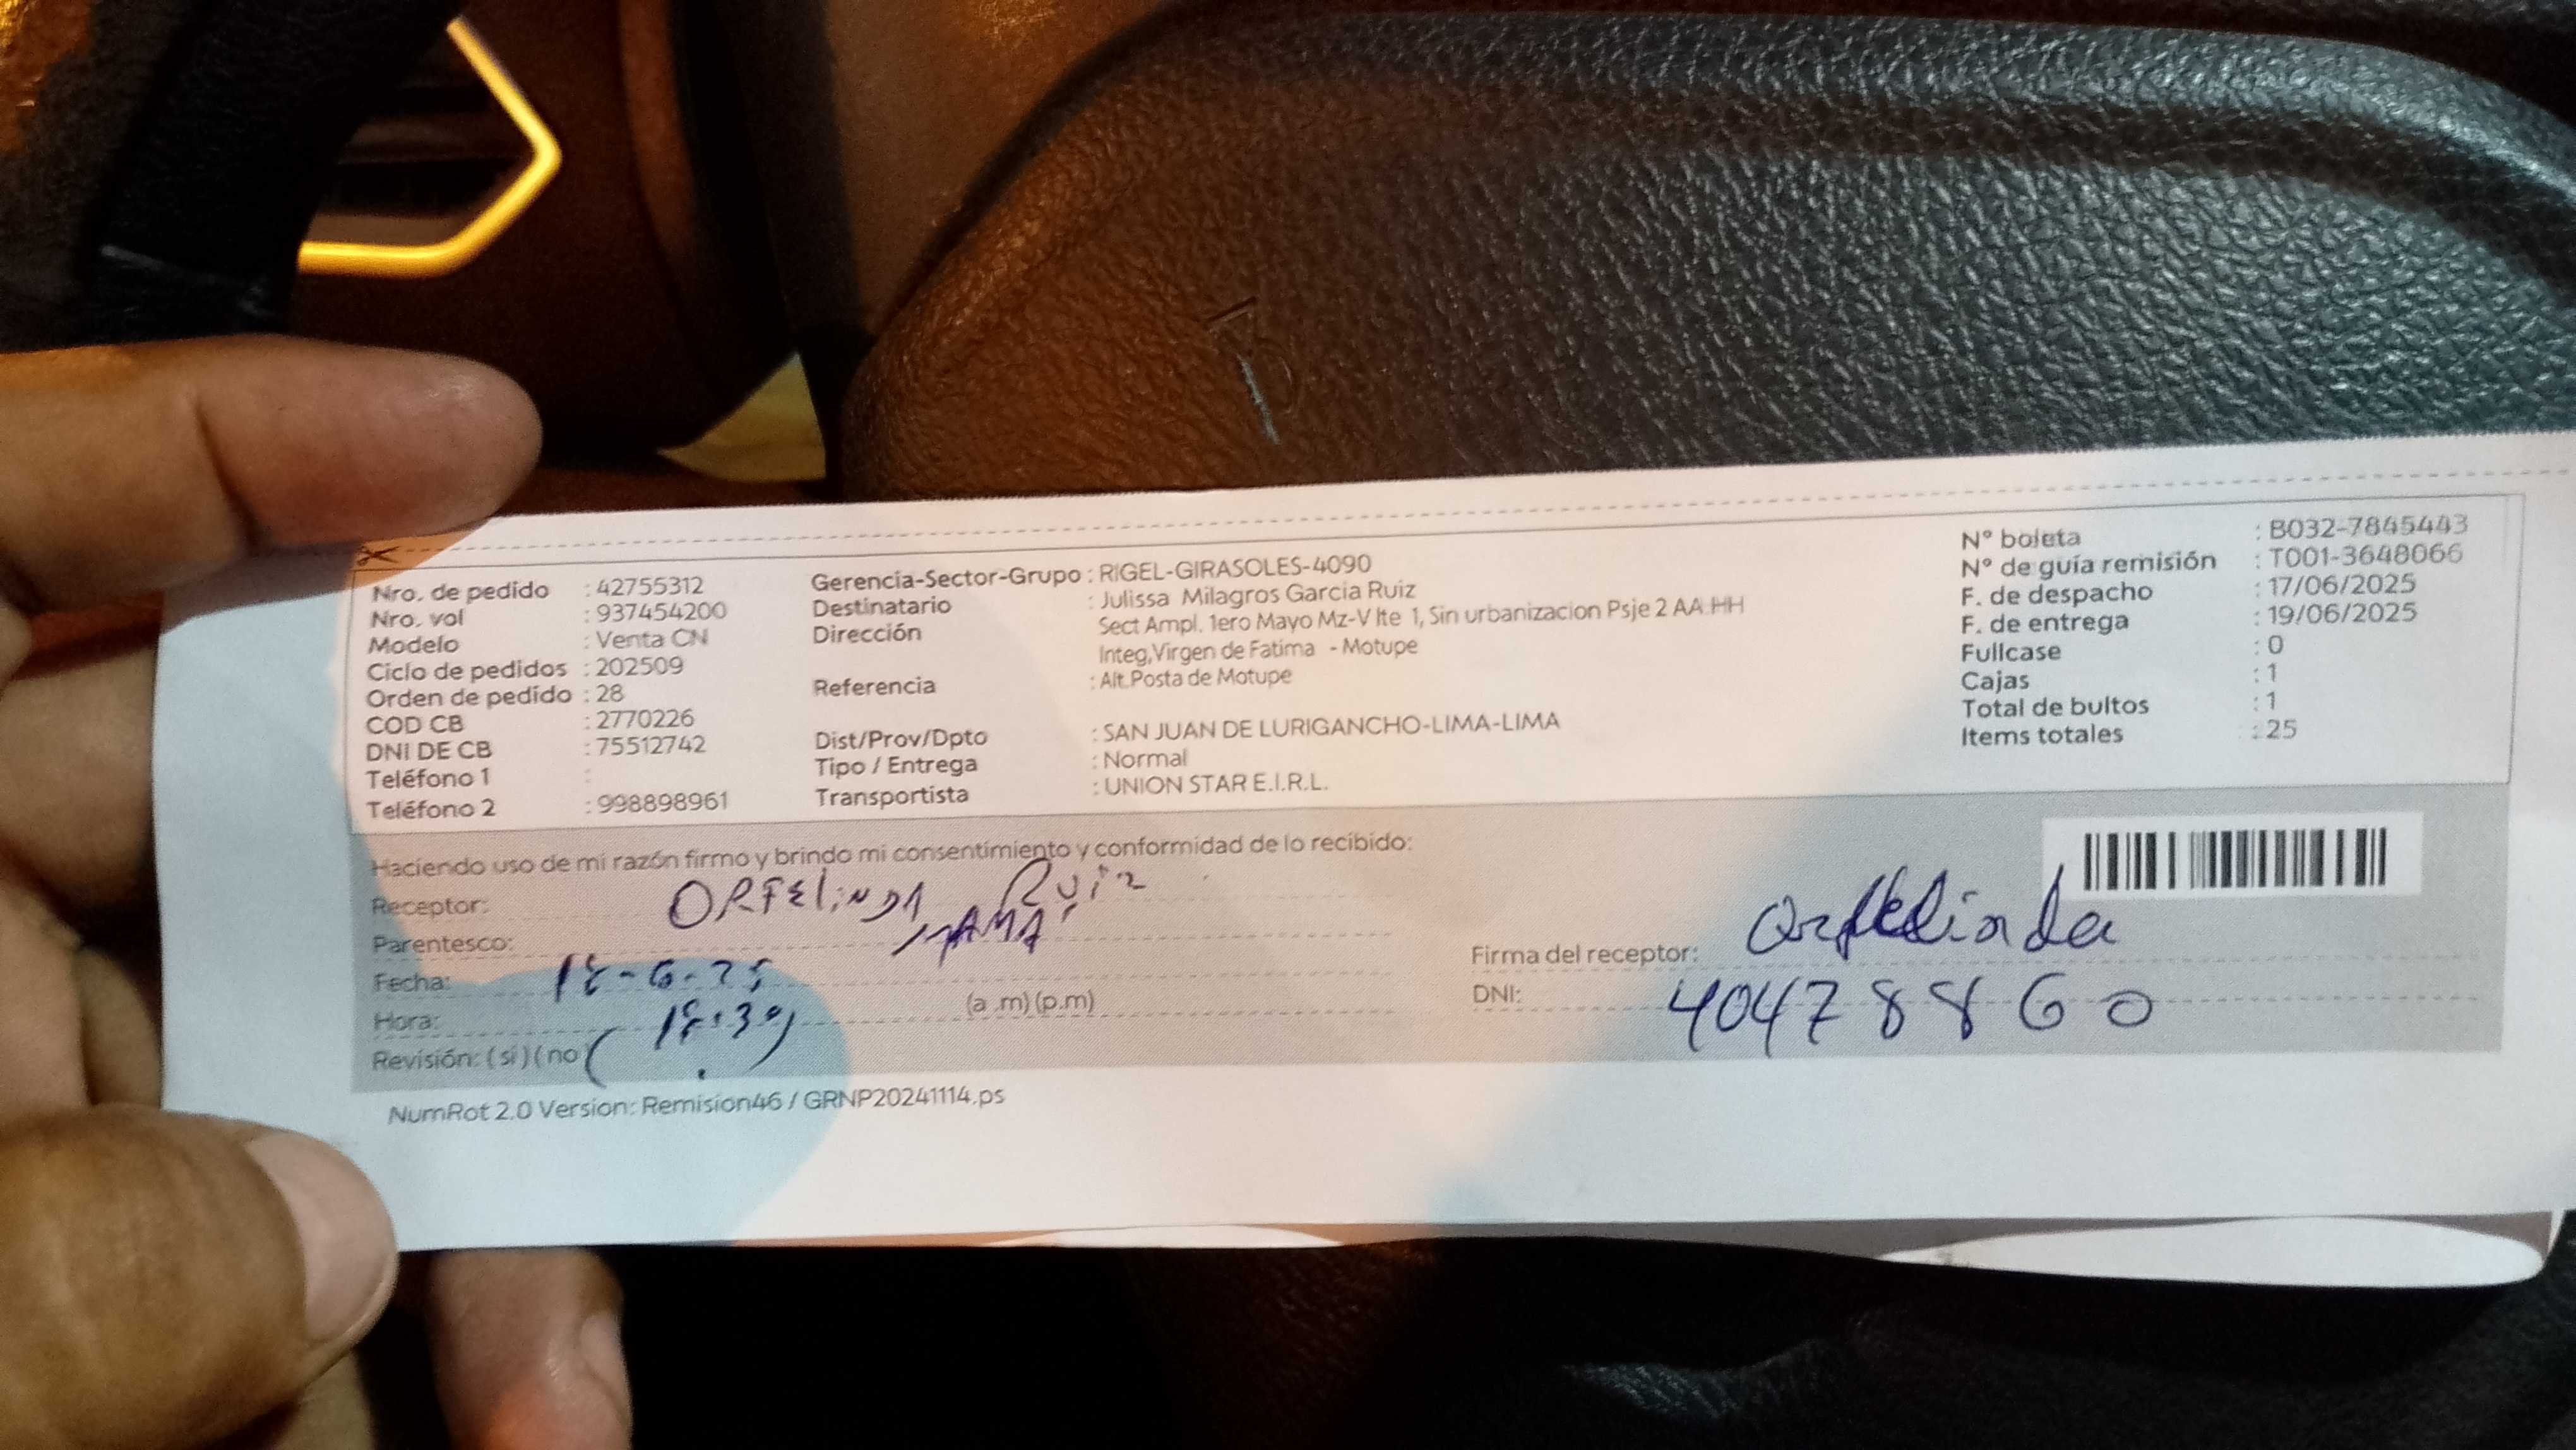 Nro. de pedido : 42755312
Nro. vol : 937454200
Modelo : Venta CN
Ciclo de pedidos : 202509
Orden de pedido : 28
COD CB : 2770226
DNI DE CB : 75512742
Teléfono 1 :
Teléfono 2 : 998898961
Gerencia-Sector-Grupo : RIGEL-GIRASOLES-4090
Destinatario : Julissa Milagros Garcia Ruiz
Dirección Sect Ampl. 1ero Mayo Mz-V lte 1, Sin urbanizacion Psje 2 AA HH
Integ,Virgen de Fatima - Motupe
Referencia : Alt.Posta de Motupe
Dist/Prov/Dpto : SAN JUAN DE LURIGANCHO-LIMA-LIMA
Tipo / Entrega : Normal
Transportista : UNION STAR E.I.R.L.
N° boleta : B032-7845443
N° de guía remisión : T001-3648066
F. de despacho : 17/06/2025
F. de entrega : 19/06/2025
Fullcase : 0
Cajas : 1
Total de bultos : 1
Items totales : 25
Haciendo uso de mi razón firmo y brindo mi consentimiento y conformidad de lo recibido:
Receptor: ORFELINDA Ruiz
Parentesco: MAMA
Fecha: 18-6-25
Hora: 18:39 (a .m) (p.m)
Revisión: ( si ) ( no
Firma del receptor: Orfelinda
DNI: 40478860
NumRot 2.0 Version: Remision46 / GRNP20241114.ps